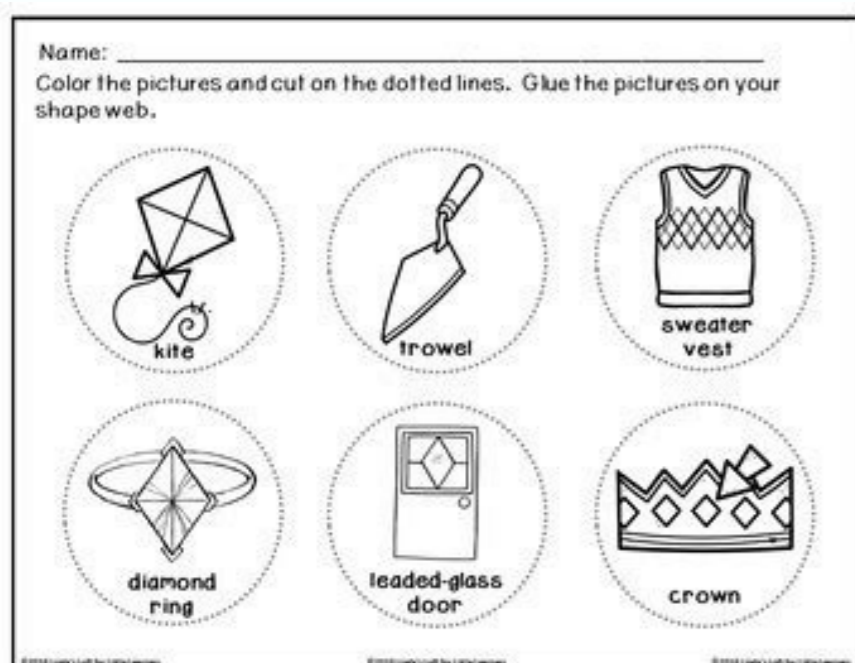 Name:
Color the pictures and cut on the dotted lines. Glue the pictures on your
shape web.
kite
trowel
sweater
vest
diamond
ring
leaded-glass
door
crown